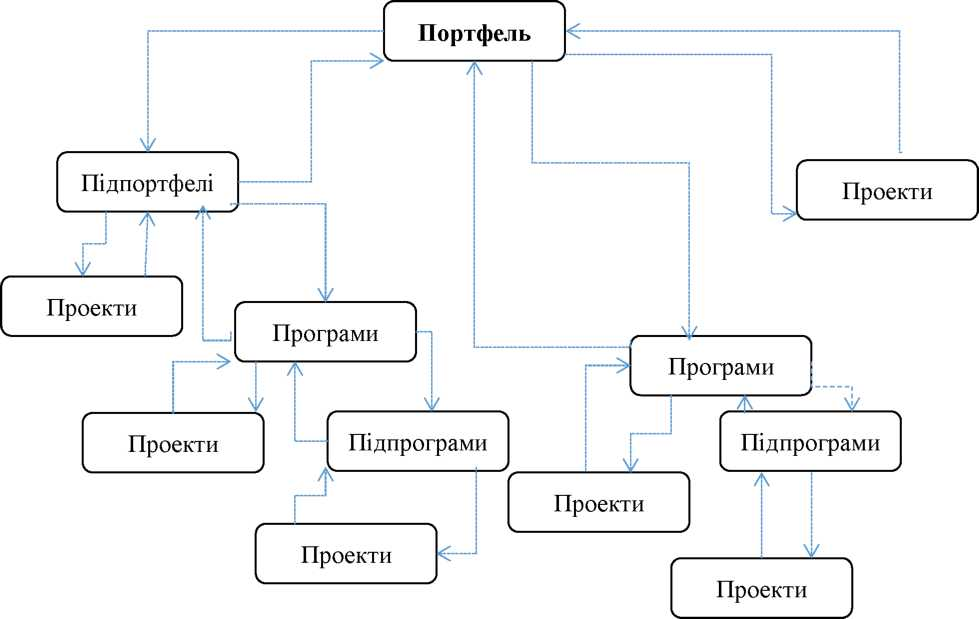 Портфель
Підпортфелі
Проекти
Проекти
Програми
Програми
Проекти
Підпрограми
Підпрограми
Проекти
Проекти
Проекти